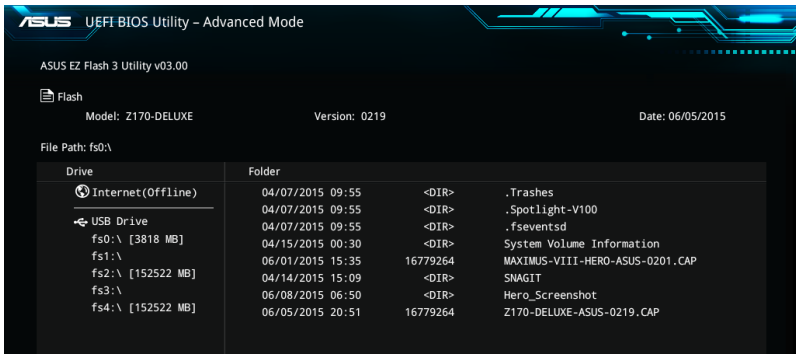 ASUS UEFI BIOS Utility – Advanced Mode
ASUS EZ Flash 3 Utility v03.00
Flash
Model: Z170-DELUXE Version: 0219 Date: 06/05/2015
File Path: fs0:\
Drive Folder
Internet(Offline) 04/07/2015 09:55 <DIR> .Trashes
04/07/2015 09:55 <DIR> .Spotlight-V100
USB Drive 04/07/2015 09:55 <DIR> .fseventsd
fs0:\ [3818 MB] 04/15/2015 00:30 <DIR> System Volume Information
fs1:\ 06/01/2015 15:35 16779264 MAXIMUS-VIII-HERO-ASUS-0201.CAP
fs2:\ [152522 MB] 04/14/2015 15:09 <DIR> SNAGIT
fs3:\ 06/08/2015 06:50 <DIR> Hero_Screenshot
fs4:\ [152522 MB] 06/05/2015 20:51 16779264 Z170-DELUXE-ASUS-0219.CAP